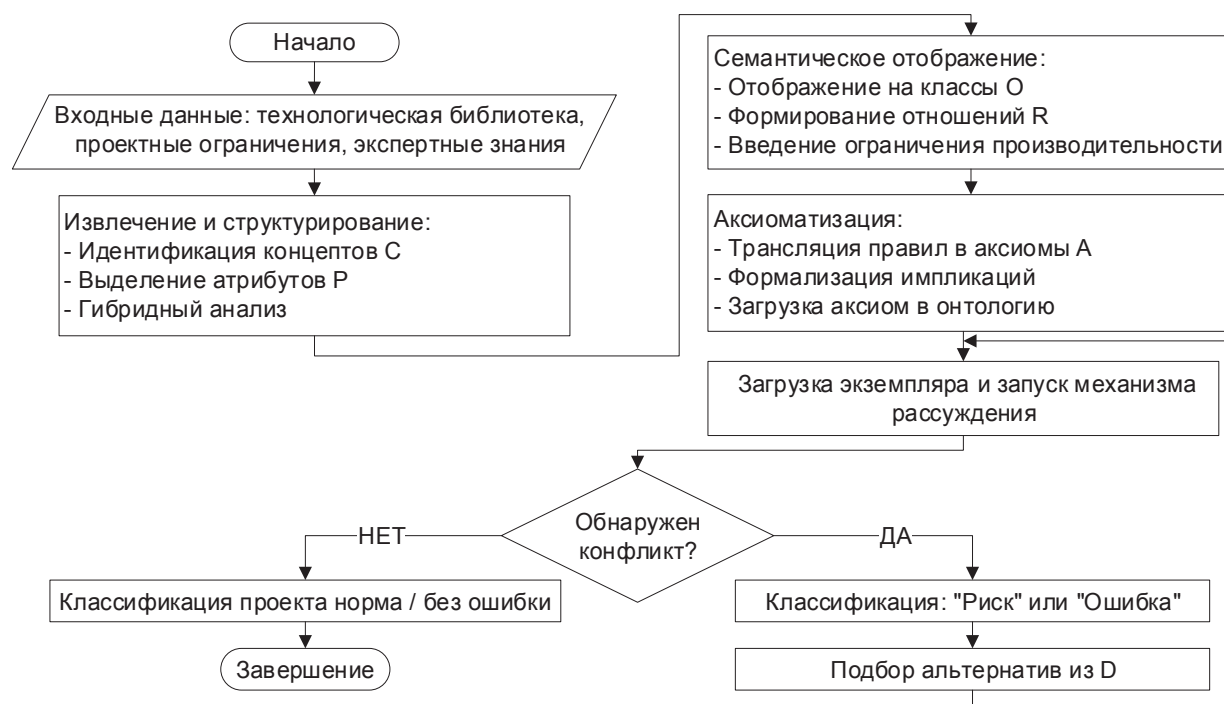 Начало
Входные данные: технологическая библиотека,
проектные ограничения, экспертные знания
Извлечение и структурирование:
- Идентификация концептов C
- Выделение атрибутов P
- Гибридный анализ
Семантическое отображение:
- Отображение на классы O
- Формирование отношений R
- Введение ограничения производительности
Аксиоматизация:
- Трансляция правил в аксиомы A
- Формализация импликаций
- Загрузка аксиом в онтологию
Загрузка экземпляра и запуск механизма
рассуждения
Обнаружен
конфликт?
НЕТ
ДА
Классификация проекта норма / без ошибки
Завершение
Классификация: "Риск" или "Ошибка"
Подбор альтернатив из D